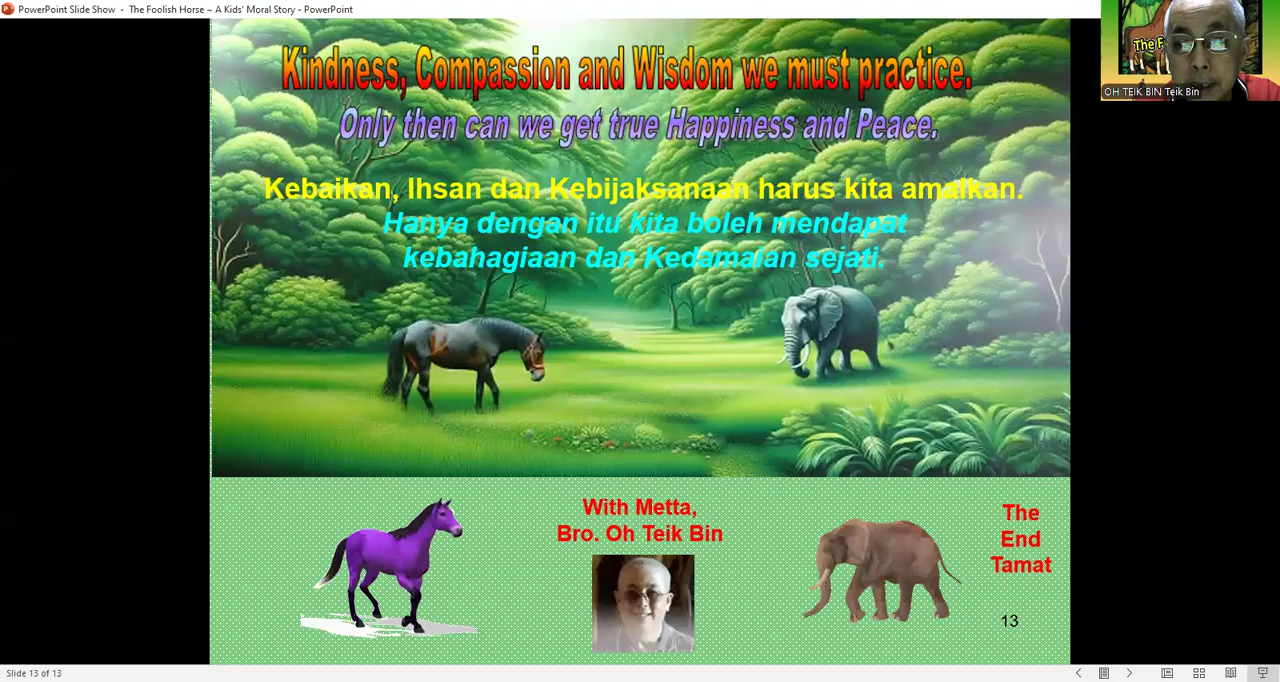 PowerPoint Slide Show - The Foolish Horse ~ A Kids' Moral Story - PowerPoint
The F
OH TEIK BIN Teik Bin
Kindness, Compassion and Wisdom we must practice.
Only then can we get true Happiness and Peace.
Kebaikan, Ihsan dan Kebijaksanaan harus kita amalkan.
Hanya dengan itu kita boleh mendapat
kebahagiaan dan Kedamaian sejati.
With Metta,
Bro. Oh Teik Bin
The
End
Tamat
13
Slide 13 of 13